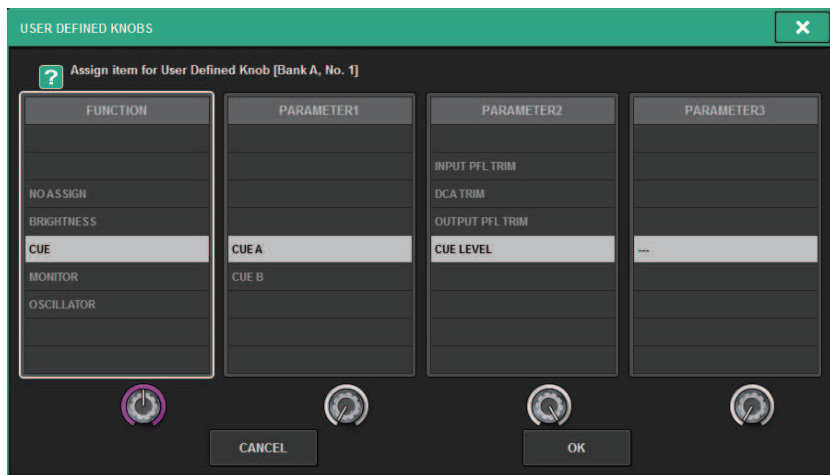 USER DEFINED KNOBS
? Assign item for User Defined Knob [Bank A, No. 1]
FUNCTION PARAMETER1 PARAMETER2 PARAMETER3
INPUT PFL TRIM
NO ASSIGN DCA TRIM
BRIGHTNESS OUTPUT PFL TRIM
CUE CUE A CUE LEVEL ---
MONITOR CUE B
OSCILLATOR
CANCEL OK